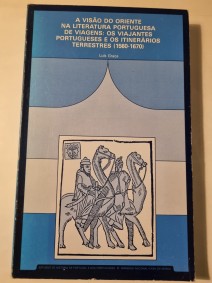 A VISÃO DO ORIENTE
NA LITERATURA PORTUGUESA
DE VIAGENS: OS VIAJANTES
PORTUGUESES E OS ITINERÁRIOS
TERRESTRES (1560-1670)
Luís Graça